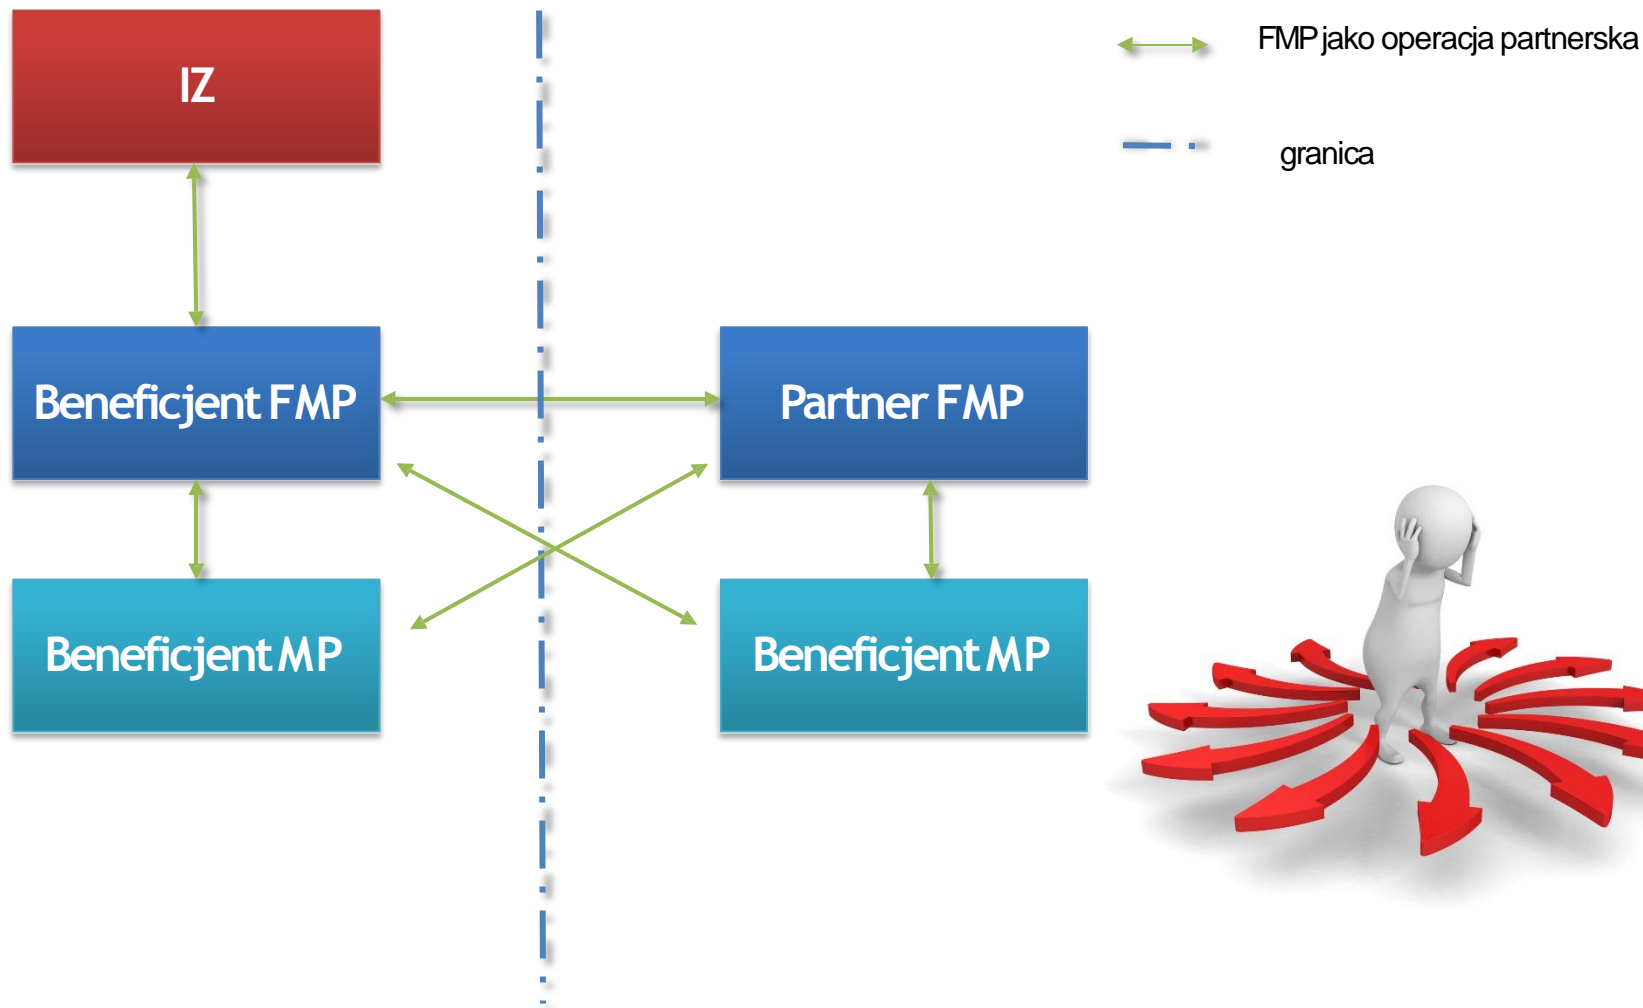 IZ
FMP jako operacja partnerska
granica
Beneficjent FMP
Partner FMP
Beneficjent MP
Beneficjent MP